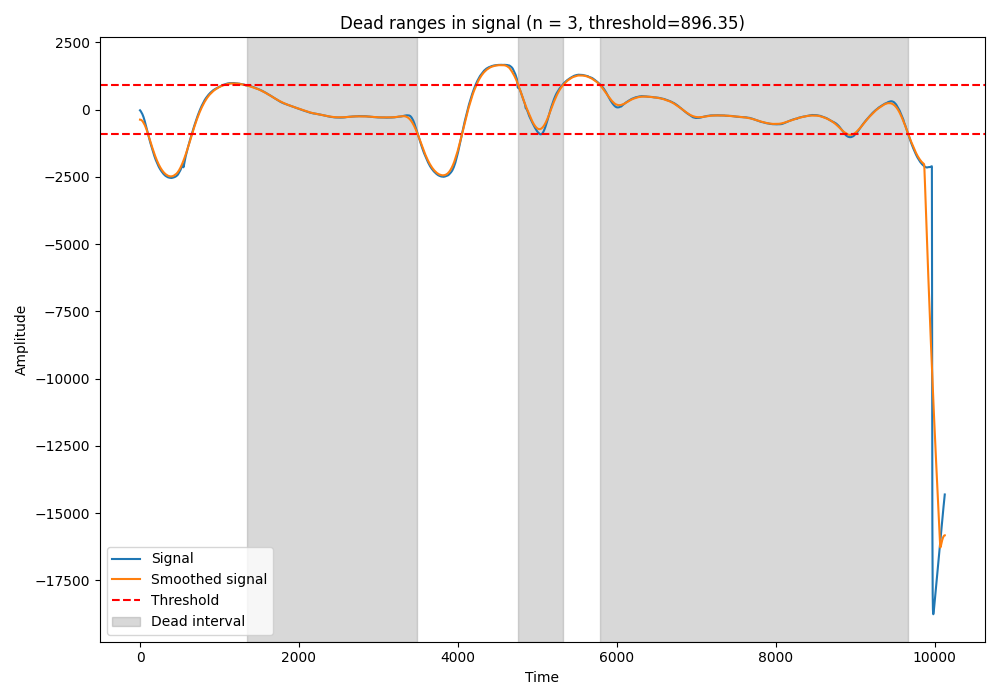 Dead ranges in signal (n = 3, threshold=896.35)
2500
0
−2500
−5000
−7500
−10000
−12500
−15000
−17500
Amplitude
Signal
Smoothed signal
Threshold
Dead interval
0 2000 4000 6000 8000 10000
Time